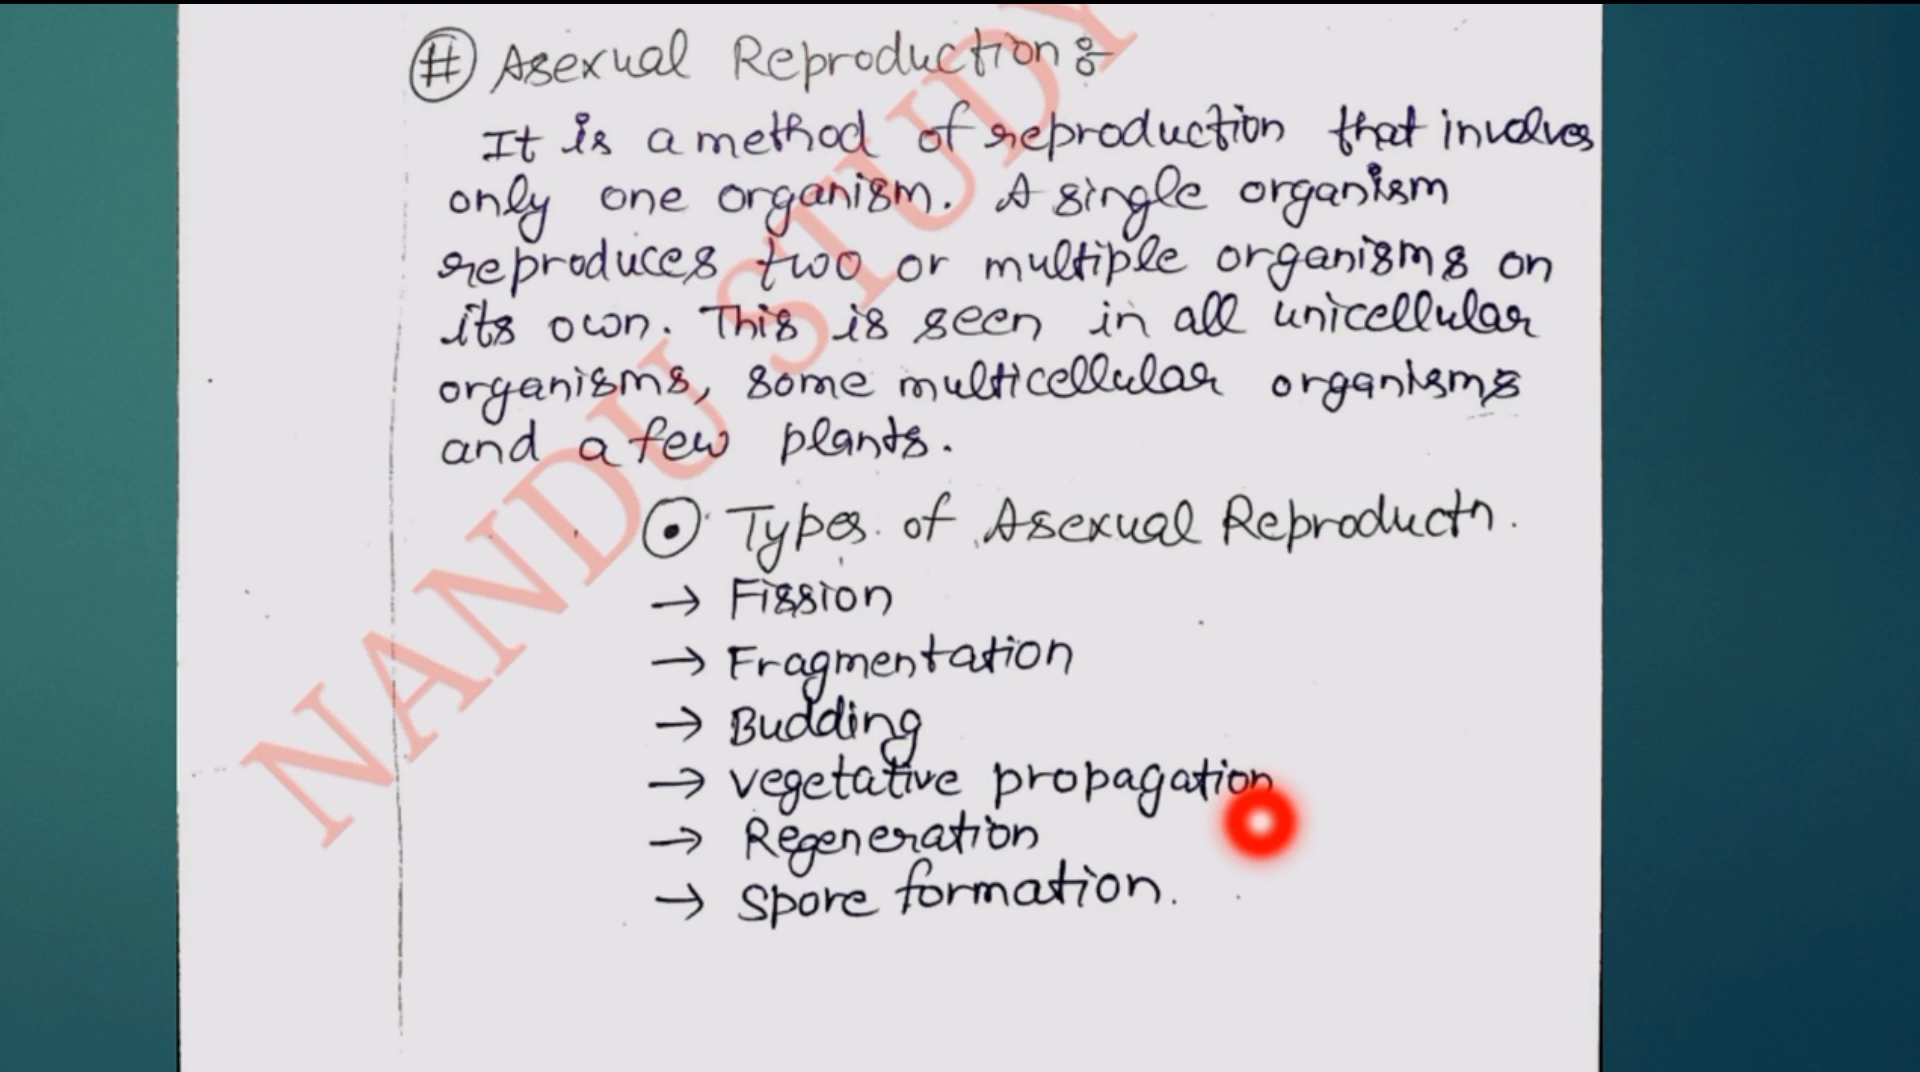 # Asexual Reproduction :-
It is a method of reproduction that involves
only one organism. A single organism
reproduces two or multiple organisms on
its own. This is seen in all unicellular
organisms, some multicellular organisms
and a few plants.
Types of Asexual Reproductn.
→ Fission
→ Fragmentation
→ Budding
→ vegetative propagation
→ Regeneration
→ Spore formation.
NANDU STUDY